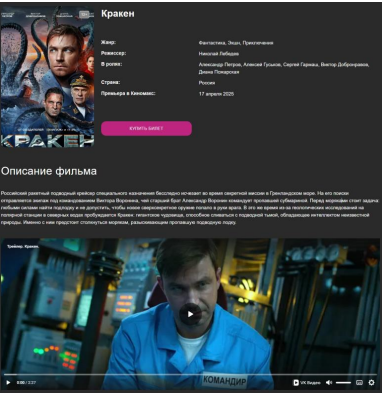 Кракен
Жанр:
Фантастика, Экшн, Приключения
Режиссер:
Николай Лебедев
В ролях:
Александр Петров, Алексей Гуськов, Сергей Гармаш, Виктор Добронравов,
Диана Пожарская
Страна:
Россия
Премьера в Киномакс:
17 апреля 2025
КРАКЕН
КУПИТЬ БИЛЕТ
Описание фильма
Российский ракетный подводный крейсер специального назначения бесследно исчезает во время секретной миссии в Гренландском море. На его поиски
отправляется экипаж под командованием Виктора Воронина, чей старший брат Александр Воронин командует пропавшей субмариной. Перед моряками стоит задача:
любыми силами найти подлодку и не допустить, чтобы новое сверхсекретное оружие попало в руки врага. В это же время из-за геологических исследований на
полярной станции в северных водах пробуждается Кракен: гигантское чудовище, способное сливаться с подводной тьмой, обладающее интеллектом неизвестной
природы. Именно с ним предстоит столкнуться морякам, разыскивающим пропавшую подводную лодку.
Трейлер. Кракен.
КОМАНДИР
0:00 / 2:27
VK Видео